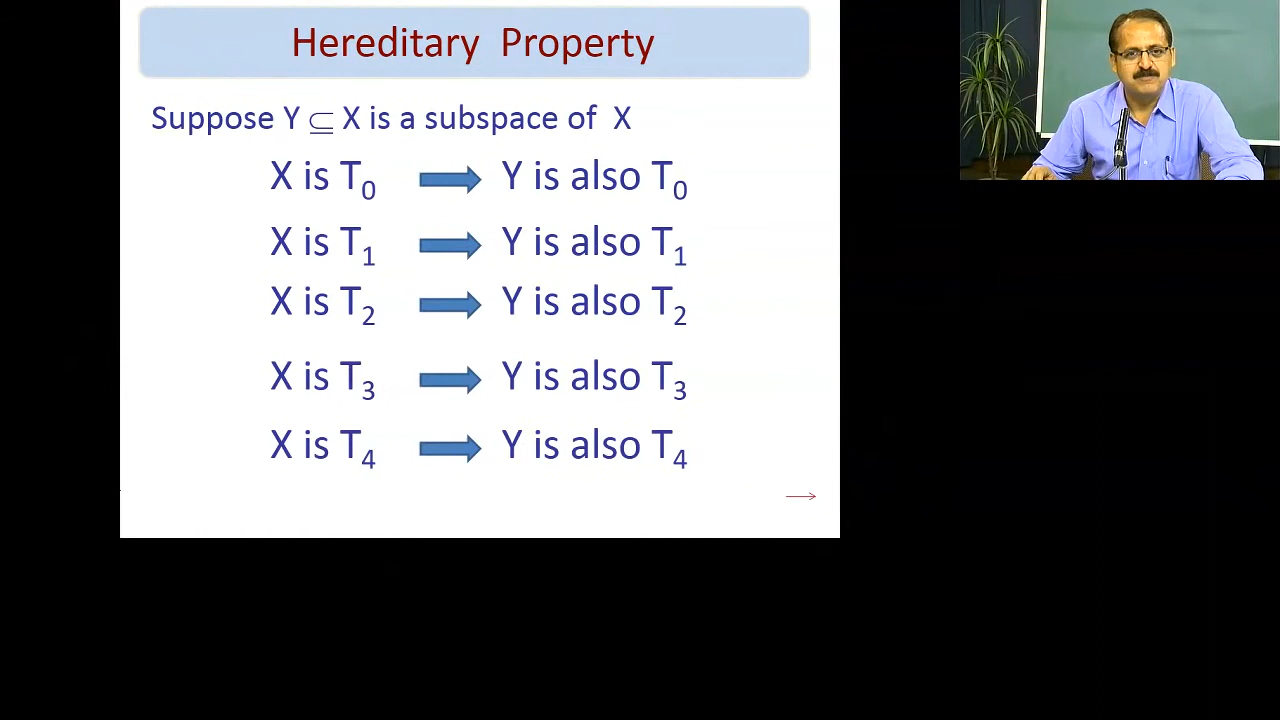 Hereditary Property
Suppose Y ⊆ X is a subspace of X
X is T₀ → Y is also T₀
X is T₁ → Y is also T₁
X is T₂ → Y is also T₂
X is T₃ → Y is also T₃
X is T₄ → Y is also T₄